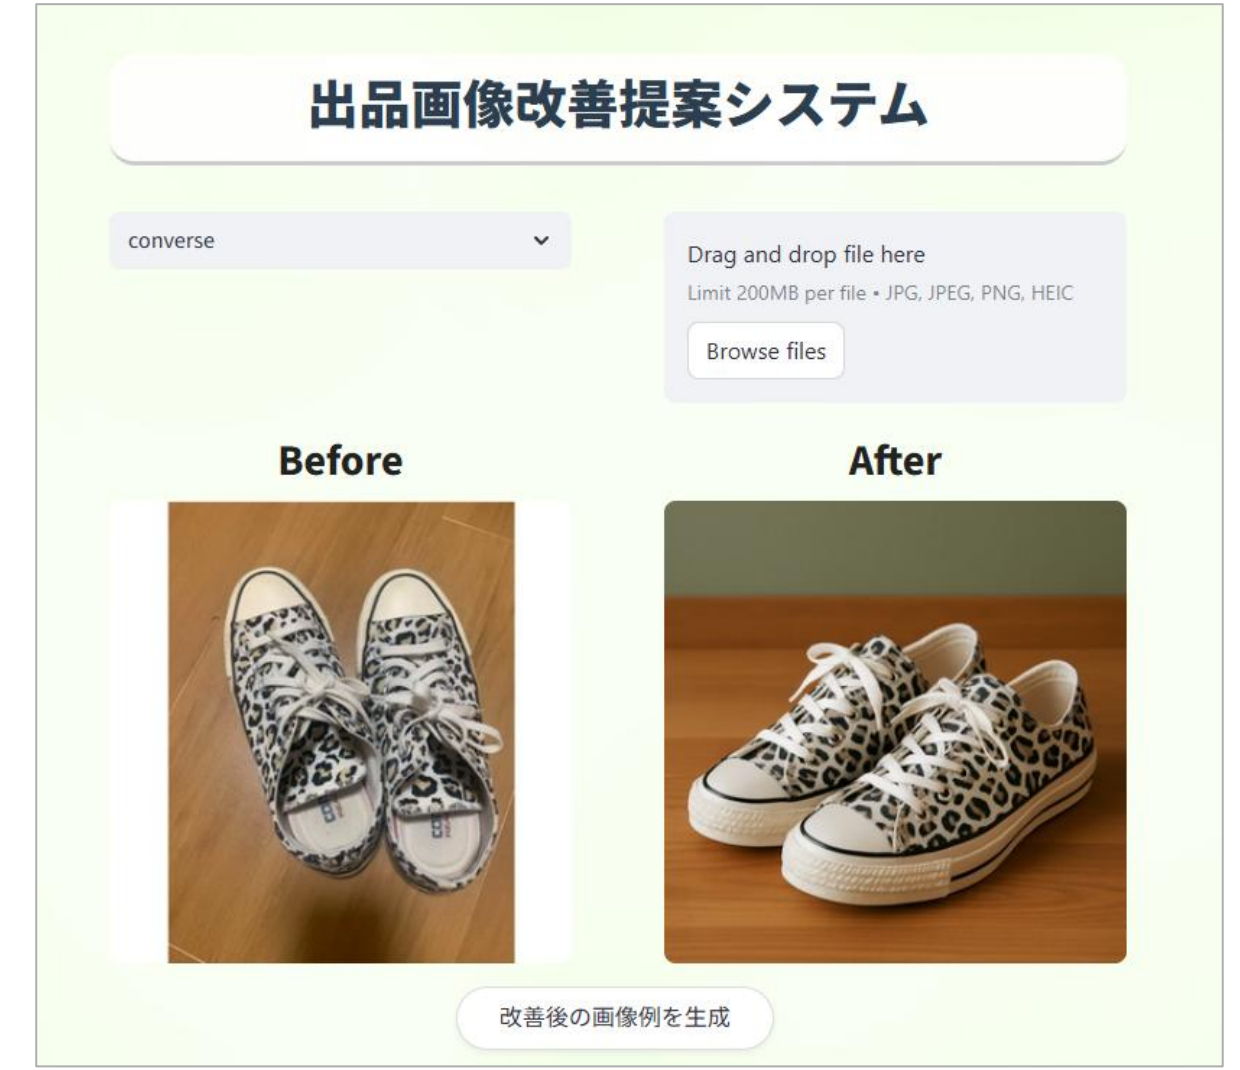 出品画像改善提案システム
converse
Drag and drop file here
Limit 200MB per file • JPG, JPEG, PNG, HEIC
Browse files
Before
After
改善後の画像例を生成